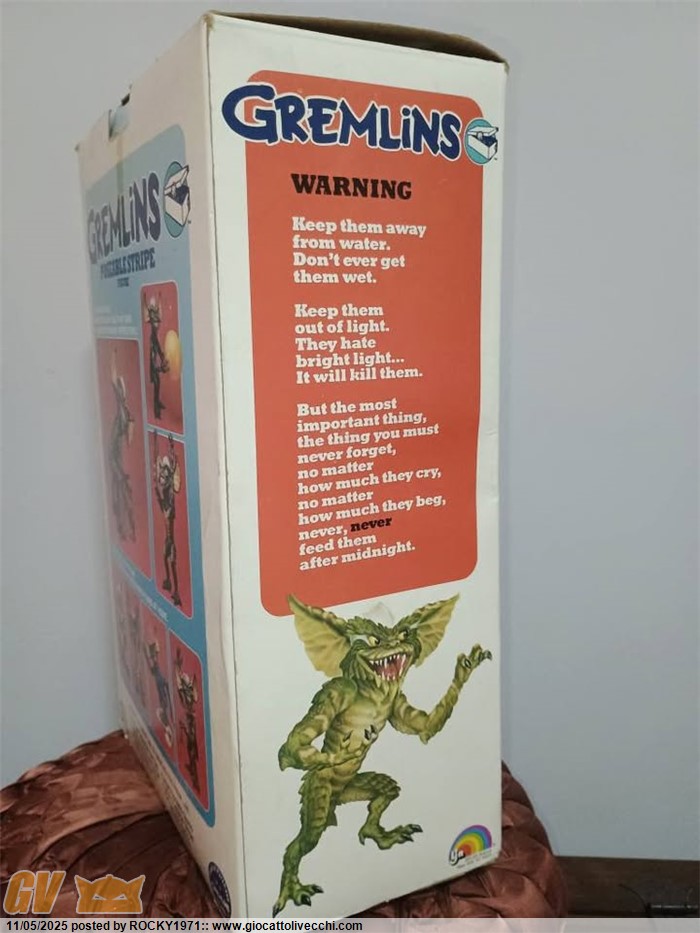 GREMLiNS
WARNING
Keep them away
from water.
Don't ever get
them wet.
Keep them
out of light.
They hate
bright light...
It will kill them.
But the most
important thing,
the thing you must
never forget,
no matter
how much they cry,
no matter
how much they beg,
never, never
feed them
after midnight.
GREMLiNS
POSEABLE STRIPE
GV
11/05/2025 posted by ROCKY1971:: www.giocattolivecchi.com